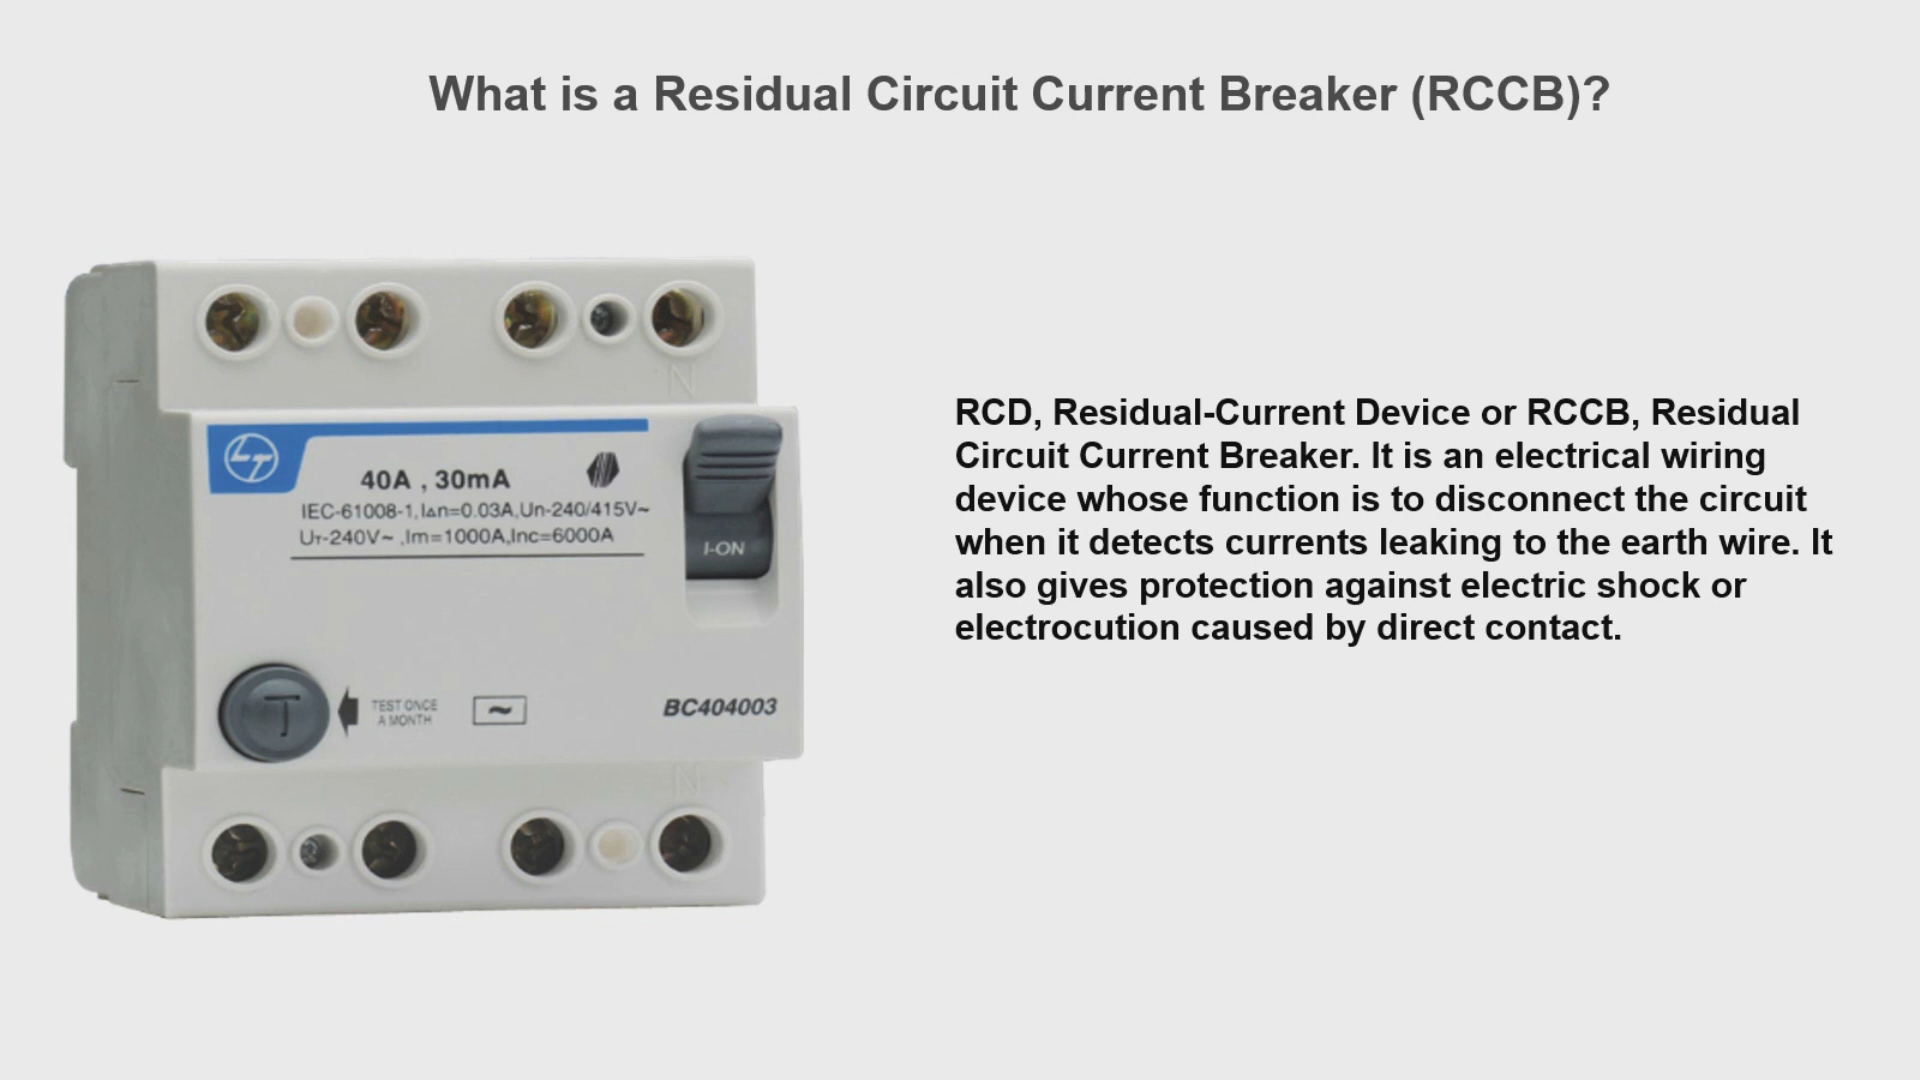 What is a Residual Circuit Current Breaker (RCCB)?
N
LT
40A , 30mA
IEC-61008-1,IΔn=0.03A,Un-240/415V~
UT-240V~ ,Im=1000A,Inc=6000A
I-ON
T
TEST ONCE
A MONTH
~
BC404003
N
RCD, Residual-Current Device or RCCB, Residual
Circuit Current Breaker. It is an electrical wiring
device whose function is to disconnect the circuit
when it detects currents leaking to the earth wire. It
also gives protection against electric shock or
electrocution caused by direct contact.